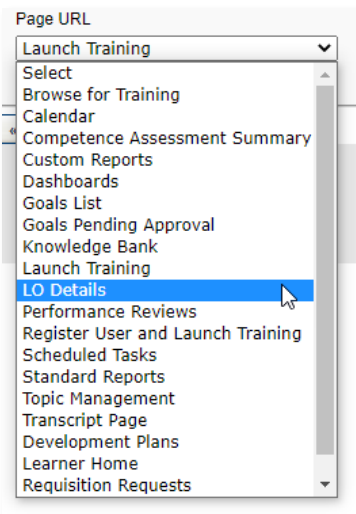 Page URL
Launch Training
Select
Browse for Training
Calendar
Competence Assessment Summary
Custom Reports
Dashboards
Goals List
Goals Pending Approval
Knowledge Bank
Launch Training
LO Details
Performance Reviews
Register User and Launch Training
Scheduled Tasks
Standard Reports
Topic Management
Transcript Page
Development Plans
Learner Home
Requisition Requests